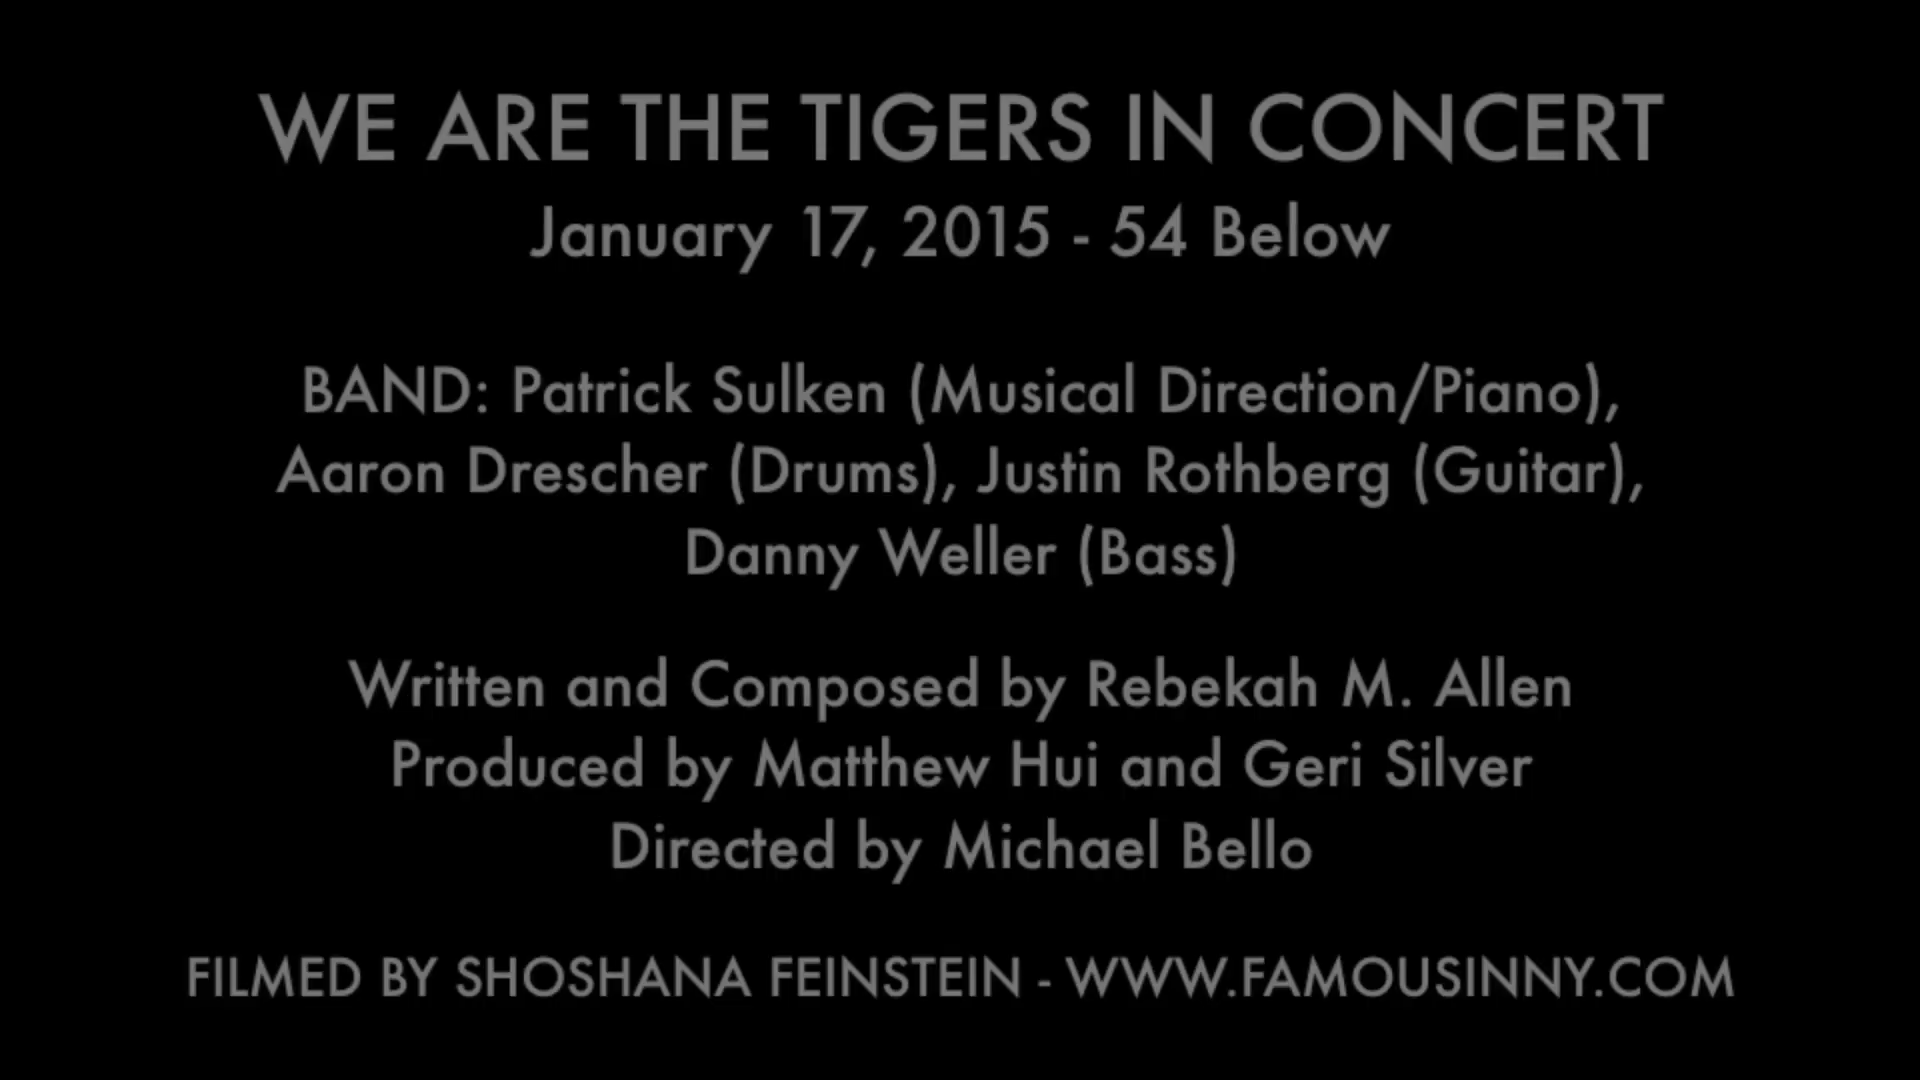 WE ARE THE TIGERS IN CONCERT
January 17, 2015 - 54 Below
BAND: Patrick Sulken (Musical Direction/Piano),
Aaron Drescher (Drums), Justin Rothberg (Guitar),
Danny Weller (Bass)
Written and Composed by Rebekah M. Allen
Produced by Matthew Hui and Geri Silver
Directed by Michael Bello
FILMED BY SHOSHANA FEINSTEIN - WWW.FAMOUSINNY.COM